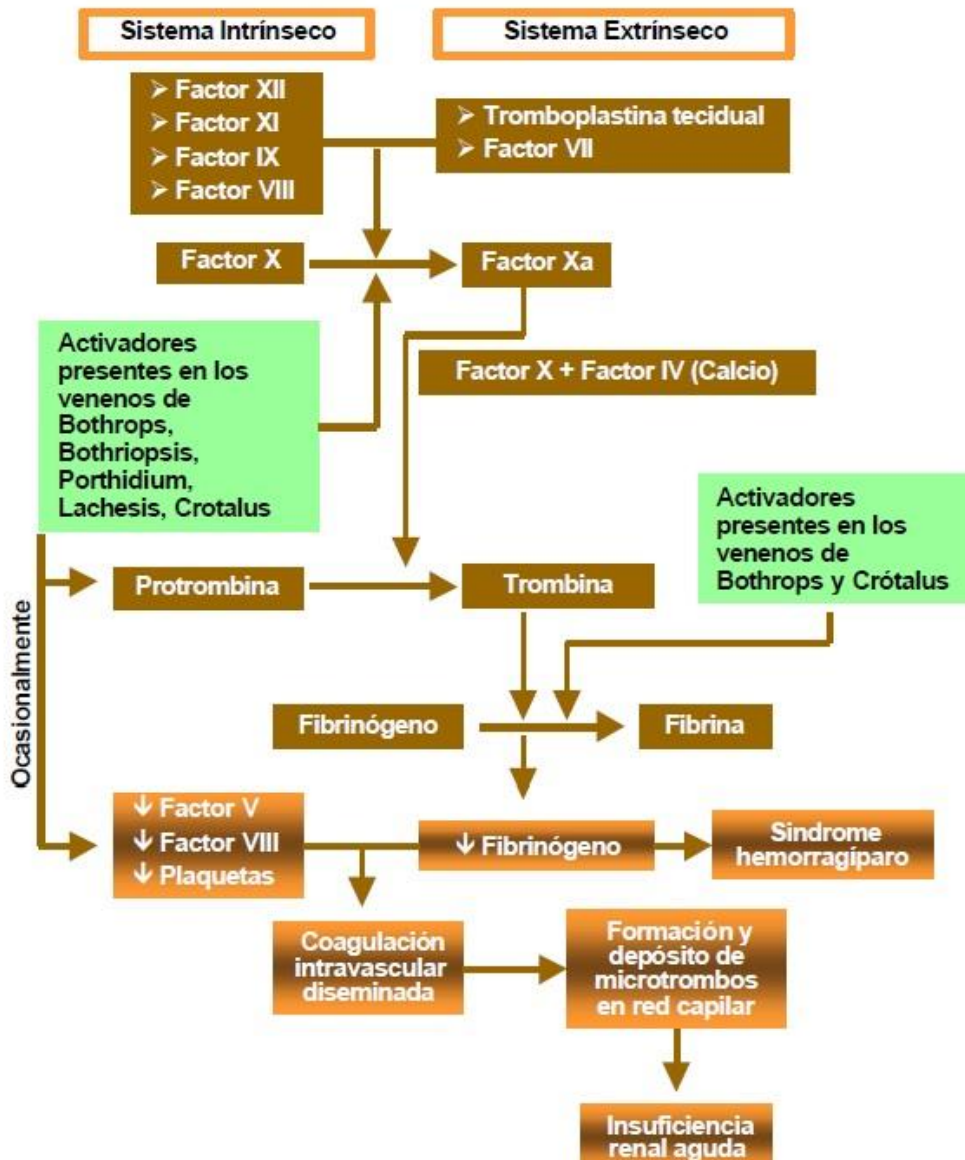 Sistema Intrínseco
Sistema Extrínseco
➢ Factor XII
➢ Factor XI
➢ Factor IX
➢ Factor VIII
➢ Tromboplastina tecidual
➢ Factor VII
Factor X
Factor Xa
Activadores
presentes en los
venenos de
Bothrops,
Bothriopsis,
Porthidium,
Lachesis, Crotalus
Factor X + Factor IV (Calcio)
Activadores
presentes en los
venenos de
Bothrops y Crótalus
Protrombina
Trombina
Ocasionalmente
Fibrinógeno
Fibrina
↓ Factor V
↓ Factor VIII
↓ Plaquetas
↓ Fibrinógeno
Sindrome
hemorragíparo
Coagulación
intravascular
diseminada
Formación y
depósito de
microtrombos
en red capilar
Insuficiencia
renal aguda